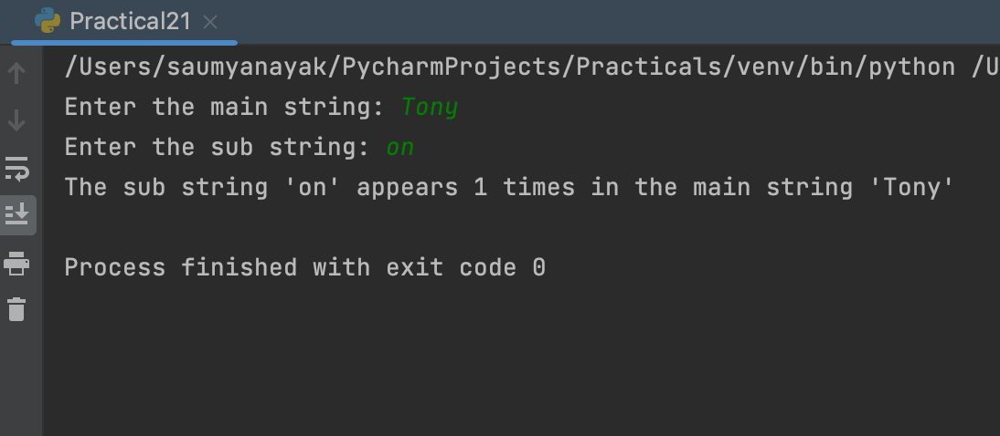 Practical21
/Users/saumyanayak/PycharmProjects/Practicals/venv/bin/python /U
Enter the main string: Tony
Enter the sub string: on
The sub string 'on' appears 1 times in the main string 'Tony'
Process finished with exit code 0